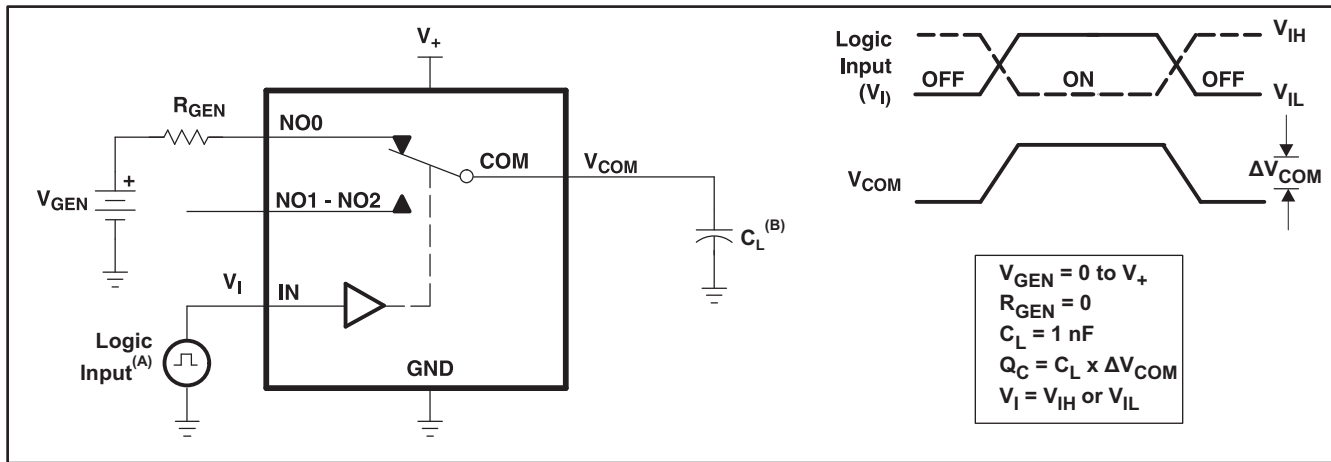 V+
RGEN
NO0
COM
VCOM
VGEN
+
NO1 - NO2
CL(B)
VI
IN
Logic
Input(A)
GND
Logic
Input
(VI)
OFF
ON
OFF
VIH
VIL
VCOM
ΔVCOM
VGEN = 0 to V+
RGEN = 0
CL = 1 nF
QC = CL x ΔVCOM
VI = VIH or VIL